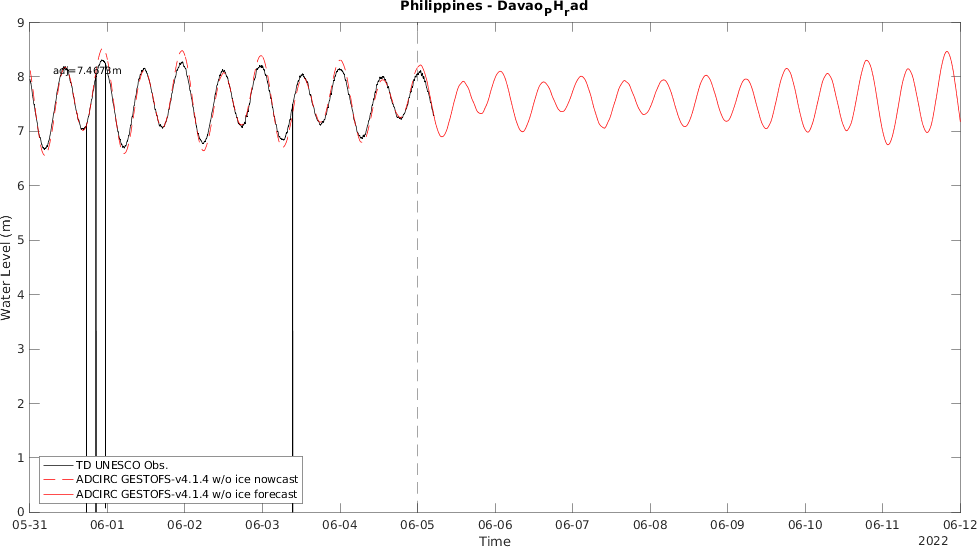 Philippines - DavaoPHrad
9
8
7
6
5
4
3
2
1
0
Water Level (m)
adj=7.4673m
TD UNESCO Obs.
ADCIRC GESTOFS-v4.1.4 w/o ice nowcast
ADCIRC GESTOFS-v4.1.4 w/o ice forecast
05-31 06-01 06-02 06-03 06-04 06-05 06-06 06-07 06-08 06-09 06-10 06-11 06-12
Time
2022